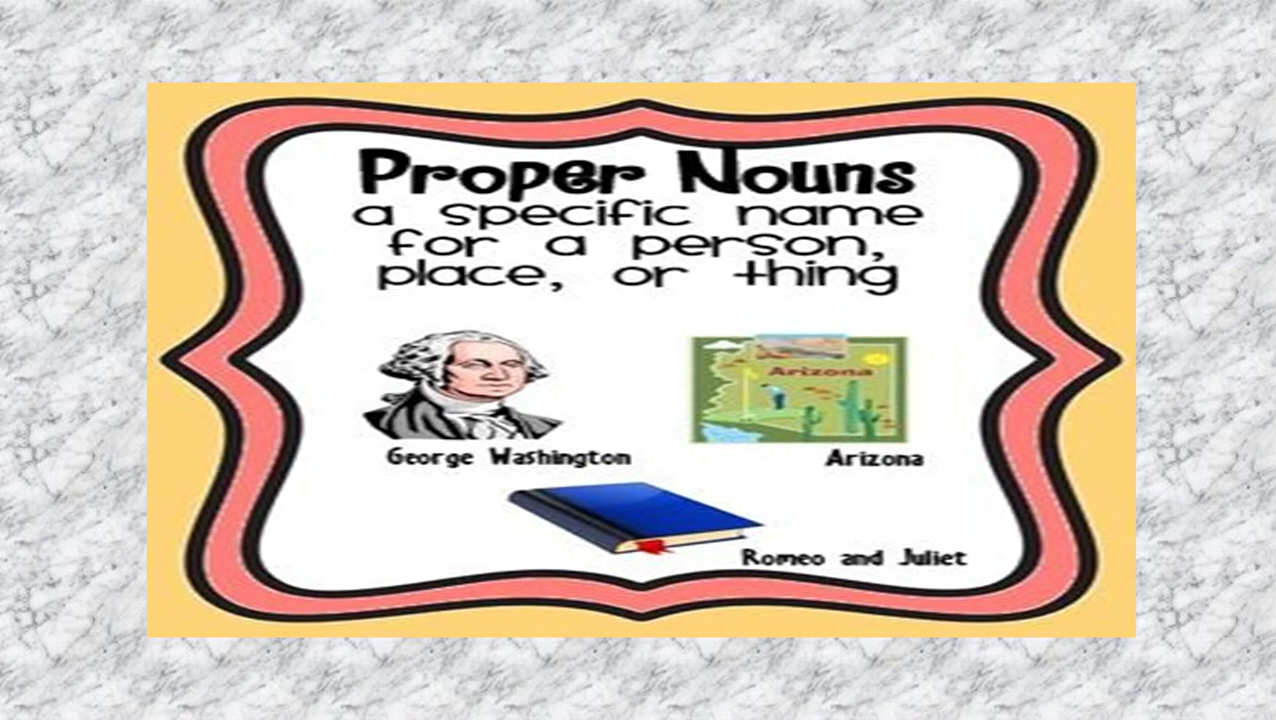 Proper Nouns
a specific name
for a person,
place, or thing
Arizona
George Washington
Arizona
Romeo and Juliet